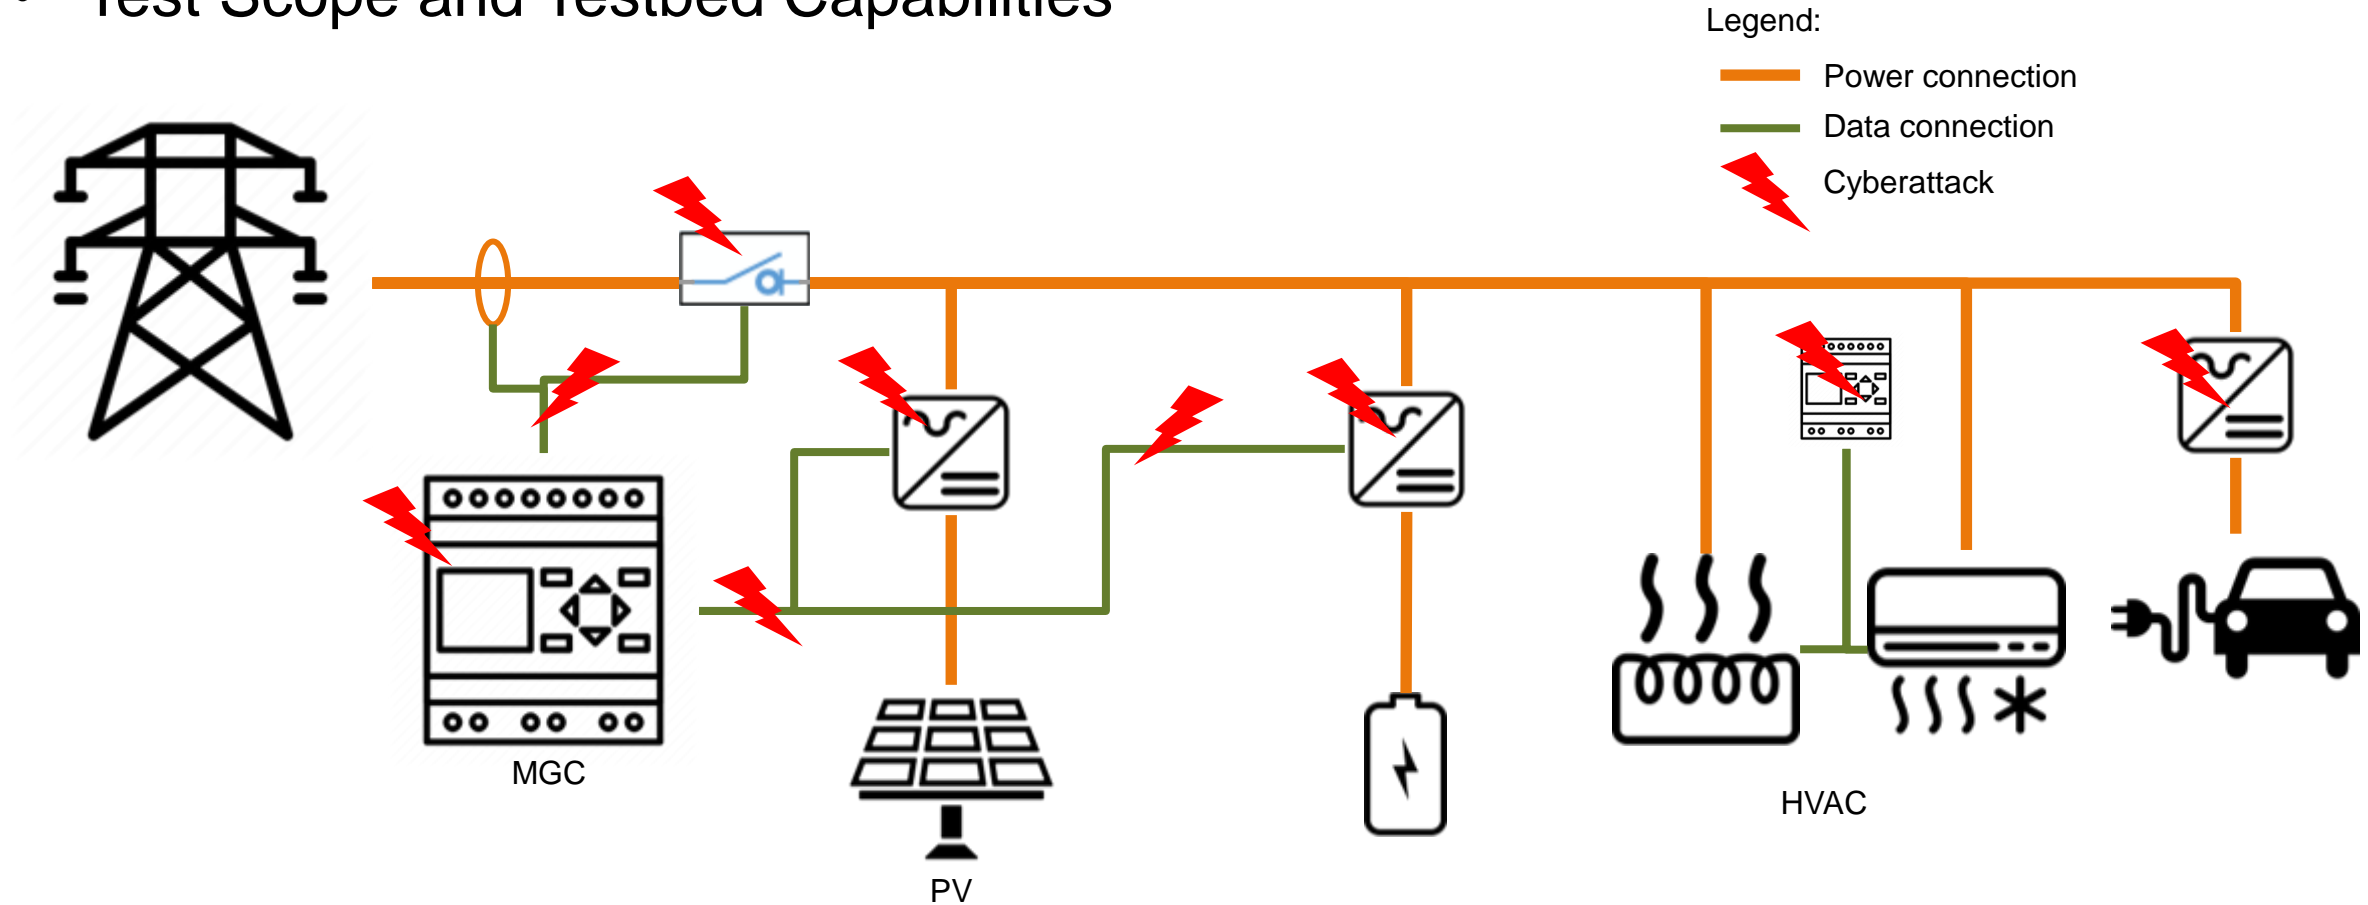 • Test Scope and Testbed Capabilities
Legend:
Power connection
Data connection
Cyberattack
MGC
HVAC
PV